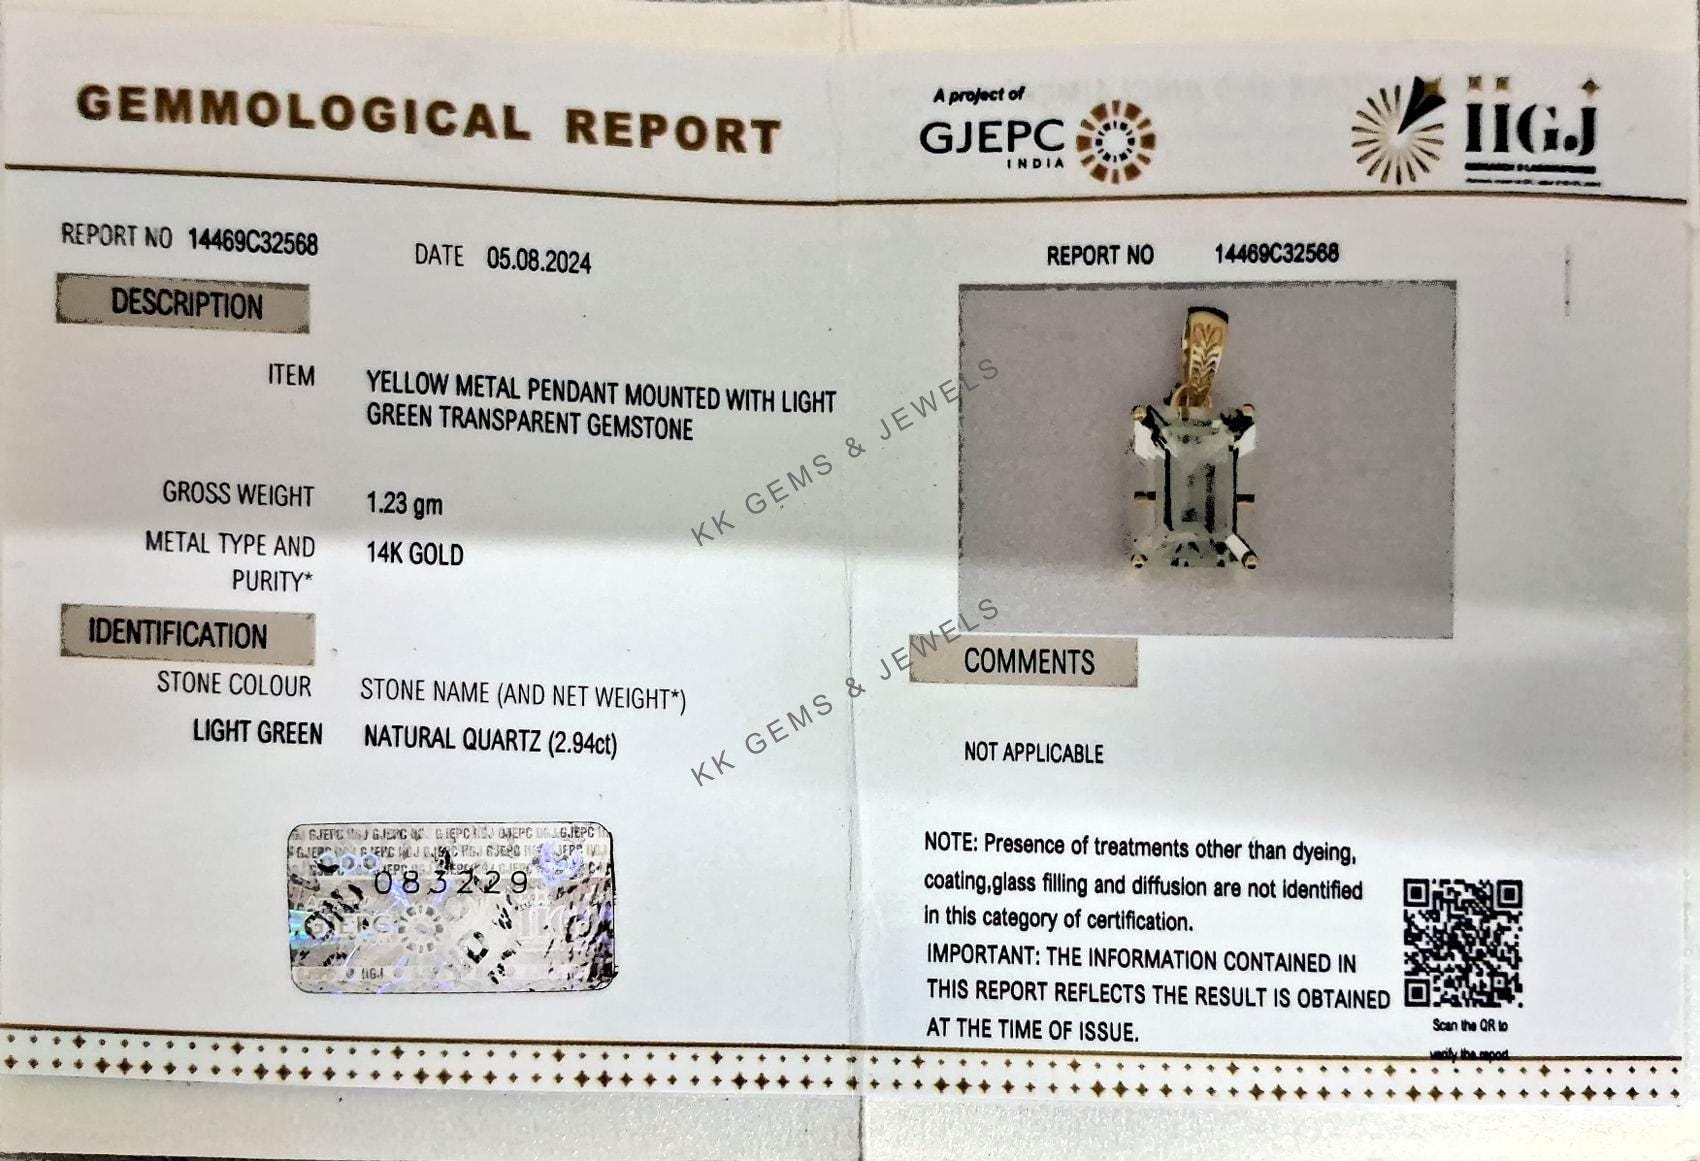 GEMMOLOGICAL REPORT
A project of
GJEPC
INDIA
IIGJ
REPORT NO 14469C32568
DATE 05.08.2024
DESCRIPTION
ITEM YELLOW METAL PENDANT MOUNTED WITH LIGHT
GREEN TRANSPARENT GEMSTONE
GROSS WEIGHT 1.23 gm
METAL TYPE AND 14K GOLD
PURITY*
IDENTIFICATION
STONE COLOUR STONE NAME (AND NET WEIGHT*)
LIGHT GREEN NATURAL QUARTZ (2.94ct)
083229
REPORT NO 14469C32568
COMMENTS
NOT APPLICABLE
NOTE: Presence of treatments other than dyeing,
coating,glass filling and diffusion are not identified
in this category of certification.
IMPORTANT: THE INFORMATION CONTAINED IN
THIS REPORT REFLECTS THE RESULT IS OBTAINED
AT THE TIME OF ISSUE.
Scan the QR to
verify the report
KK GEMS & JEWELS
KK GEMS & JEWELS